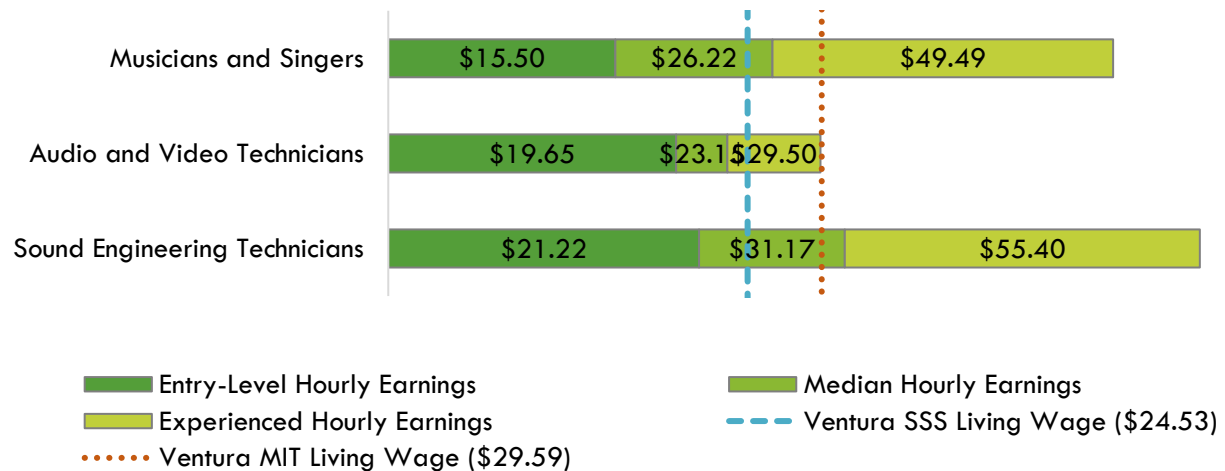 Musicians and Singers
$15.50
$26.22
$49.49
Audio and Video Technicians
$19.65
$23.15
$29.50
Sound Engineering Technicians
$21.22
$31.17
$55.40
Entry-Level Hourly Earnings
Median Hourly Earnings
Experienced Hourly Earnings
Ventura SSS Living Wage ($24.53)
Ventura MIT Living Wage ($29.59)